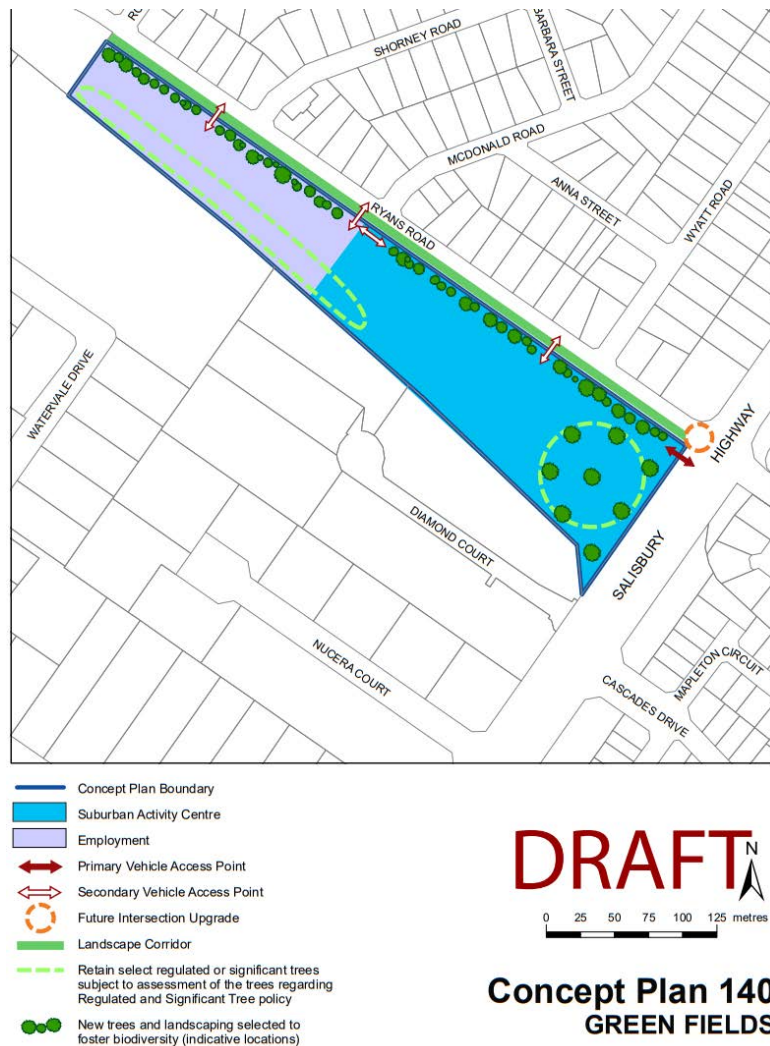 RO
SHORNEY ROAD
BARBARA STREET
MCDONALD ROAD
ANNA STREET
WYATT ROAD
RYANS ROAD
WATERVALE DRIVE
HIGHWAY
DIAMOND COURT
SALISBURY
NUCERA COURT
MAPLETON CIRCUIT
CASCADES DRIVE
Concept Plan Boundary
Suburban Activity Centre
Employment
Primary Vehicle Access Point
Secondary Vehicle Access Point
Future Intersection Upgrade
Landscape Corridor
Retain select regulated or significant trees
subject to assessment of the trees regarding
Regulated and Significant Tree policy
New trees and landscaping selected to
foster biodiversity (indicative locations)
DRAFT
N
0 25 50 75 100 125 metres
Concept Plan 140
GREEN FIELDS